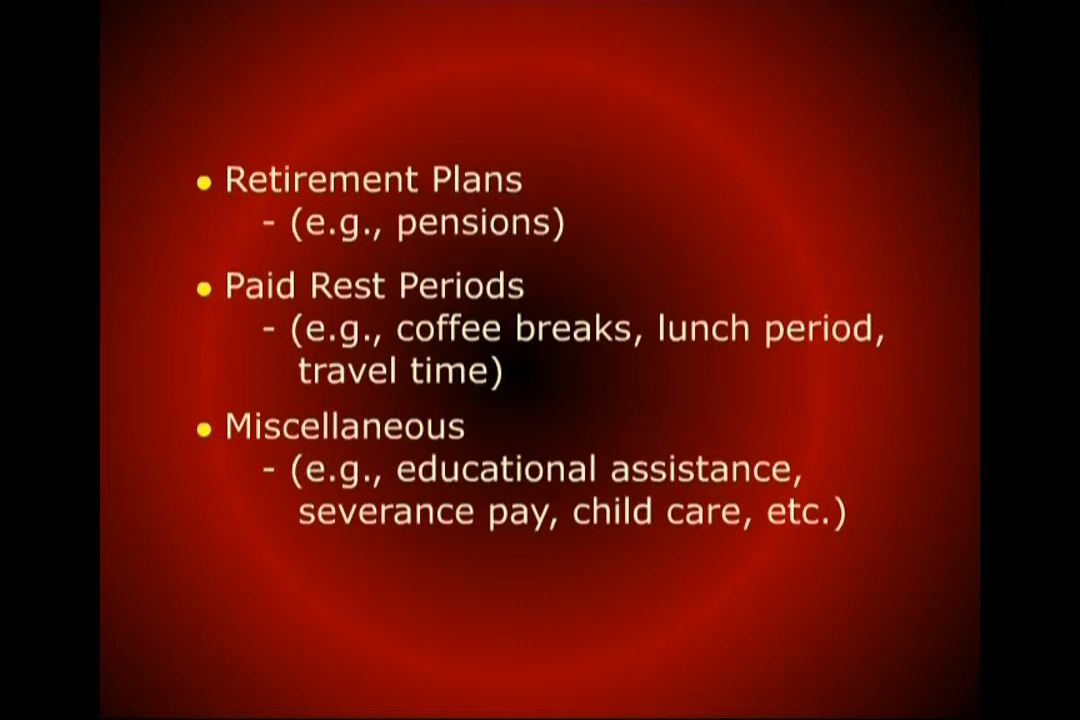 • Retirement Plans
- (e.g., pensions)
• Paid Rest Periods
- (e.g., coffee breaks, lunch period,
travel time)
• Miscellaneous
- (e.g., educational assistance,
severance pay, child care, etc.)